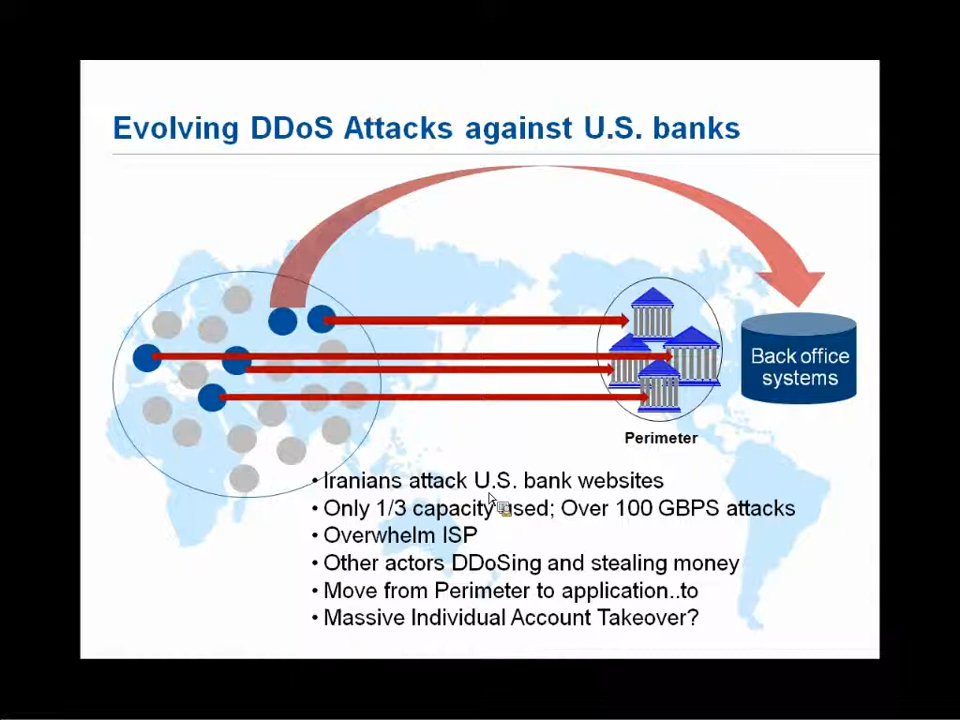 Evolving DDoS Attacks against U.S. banks
Back office
systems
Perimeter
• Iranians attack U.S. bank websites
• Only 1/3 capacity used; Over 100 GBPS attacks
• Overwhelm ISP
• Other actors DDoSing and stealing money
• Move from Perimeter to application..to
• Massive Individual Account Takeover?